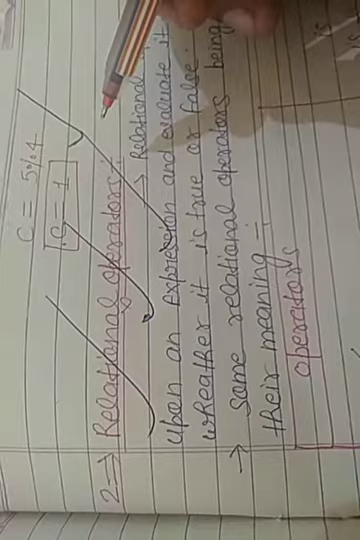 C = 5%4
C = 1
2 => Relational operators :-
→ Relational
upon an Expression and evaluate it
wheather it is true or false.
→ some relational operators being
their meaning :-
operators